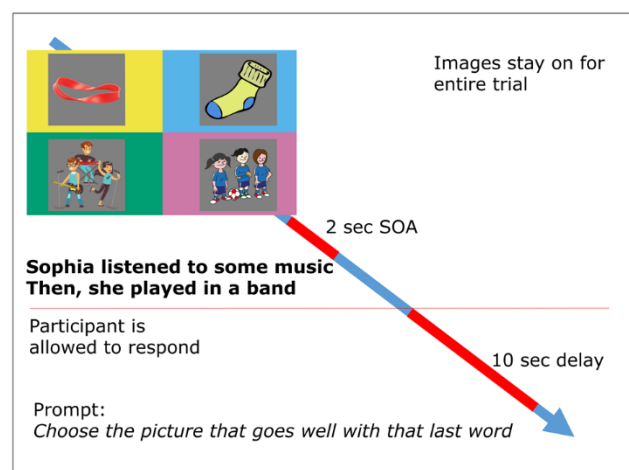 Images stay on for
entire trial
2 sec SOA
Sophia listened to some music
Then, she played in a band
Participant is
allowed to respond
10 sec delay
Prompt:
Choose the picture that goes well with that last word